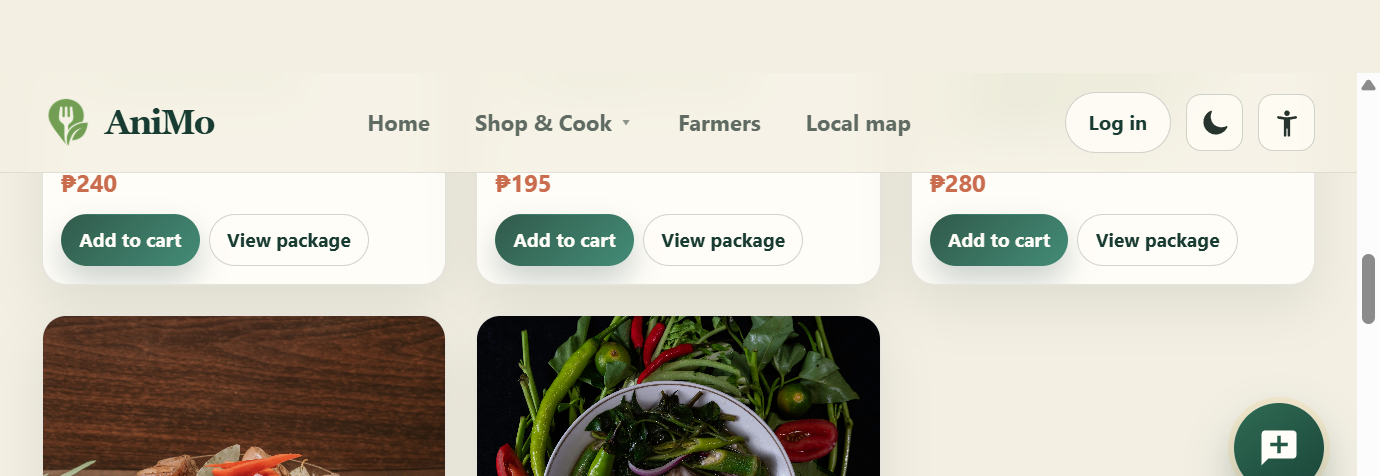 AniMo
Home
Shop & Cook
Farmers
Local map
Log in
₱240
₱195
₱280
Add to cart
View package
Add to cart
View package
Add to cart
View package